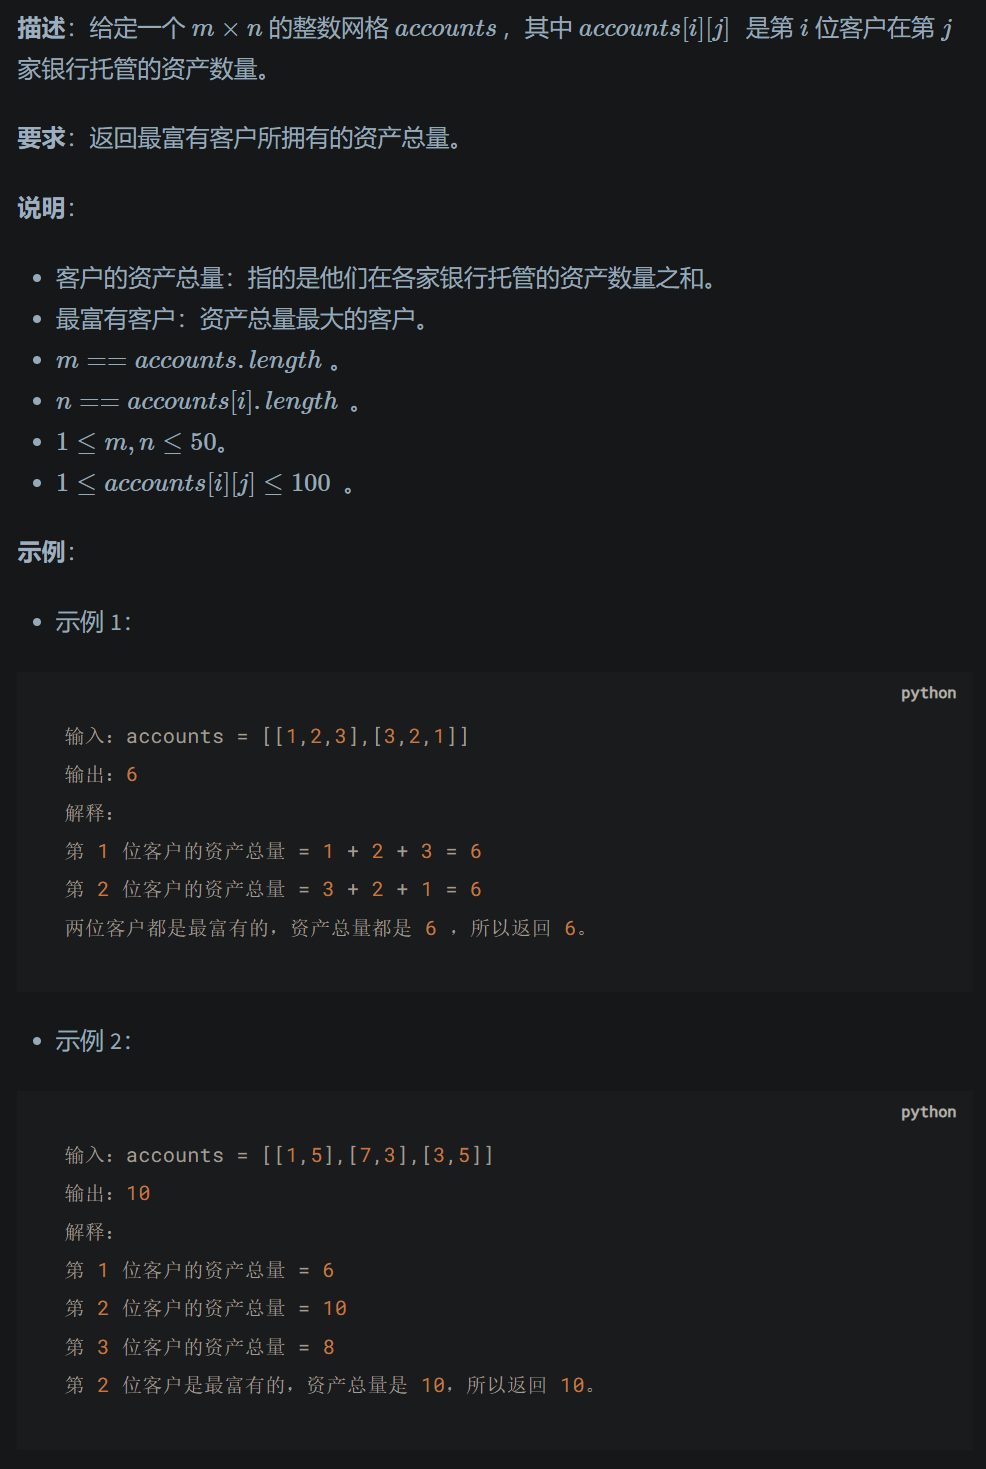 描述：给定一个 m × n 的整数网格 accounts ，其中 accounts[i][j] 是第 i 位客户在第 j
家银行托管的资产数量。
要求：返回最富有客户所拥有的资产总量。
说明：
• 客户的资产总量：指的是他们在各家银行托管的资产数量之和。
• 最富有客户：资产总量最大的客户。
• m == accounts.length 。
• n == accounts[i].length 。
• 1 ≤ m, n ≤ 50。
• 1 ≤ accounts[i][j] ≤ 100 。
示例：
• 示例 1：
python
输入：accounts = [[1,2,3],[3,2,1]]
输出：6
解释：
第 1 位客户的资产总量 = 1 + 2 + 3 = 6
第 2 位客户的资产总量 = 3 + 2 + 1 = 6
两位客户都是最富有的，资产总量都是 6 ，所以返回 6。
• 示例 2：
python
输入：accounts = [[1,5],[7,3],[3,5]]
输出：10
解释：
第 1 位客户的资产总量 = 6
第 2 位客户的资产总量 = 10
第 3 位客户的资产总量 = 8
第 2 位客户是最富有的，资产总量是 10，所以返回 10。